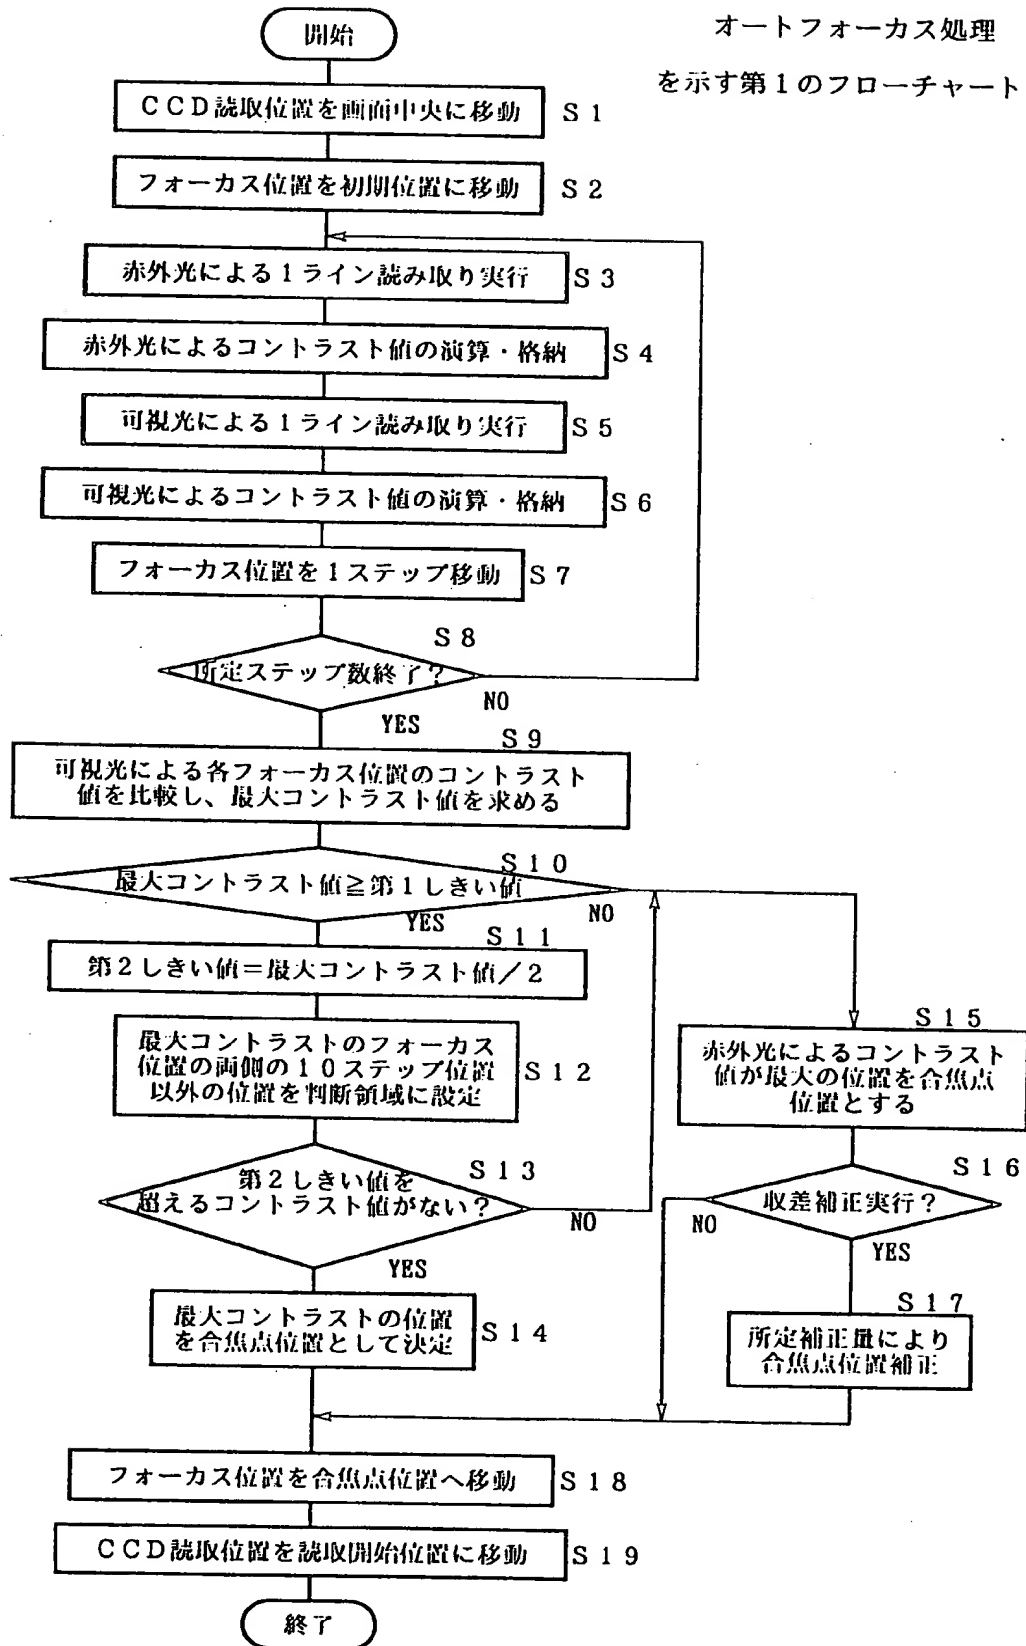 オートフォーカス処理
を示す第1のフローチャート
開始
CCD読取位置を画面中央に移動
S1
フォーカス位置を初期位置に移動
S2
赤外光による1ライン読み取り実行
S3
赤外光によるコントラスト値の演算・格納
S4
可視光による1ライン読み取り実行
S5
可視光によるコントラスト値の演算・格納
S6
フォーカス位置を1ステップ移動
S7
S8
所定ステップ数終了?
NO
YES
S9
可視光による各フォーカス位置のコントラスト
値を比較し、最大コントラスト値を求める
S10
最大コントラスト値≧第1しきい値
YES
NO
S11
第2しきい値=最大コントラスト値/2
最大コントラストのフォーカス
位置の両側の10ステップ位置
以外の位置を判断領域に設定
S12
S13
第2しきい値を
超えるコントラスト値がない?
NO
YES
最大コントラストの位置
を合焦点位置として決定
S14
S15
赤外光によるコントラスト
値が最大の位置を合焦点
位置とする
S16
収差補正実行?
NO
YES
S17
所定補正量により
合焦点位置補正
フォーカス位置を合焦点位置へ移動
S18
CCD読取位置を読取開始位置に移動
S19
終了